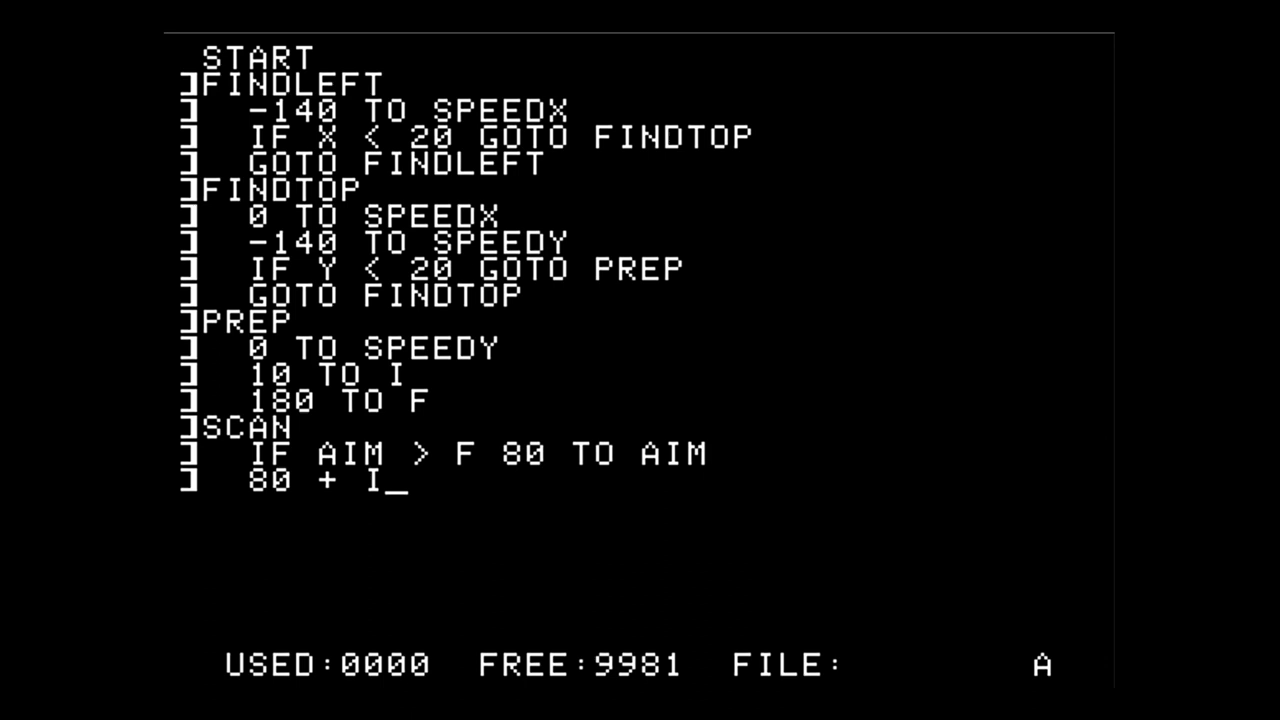 START
]FINDLEFT
]  -140 TO SPEEDX
]  IF X < 20 GOTO FINDTOP
]  GOTO FINDLEFT
]FINDTOP
]  0 TO SPEEDX
]  -140 TO SPEEDY
]  IF Y < 20 GOTO PREP
]  GOTO FINDTOP
]PREP
]  0 TO SPEEDY
]  10 TO I
]  180 TO F
]SCAN
]  IF AIM > F 80 TO AIM
]  80 + I_
USED:0000  FREE:9981  FILE:  A